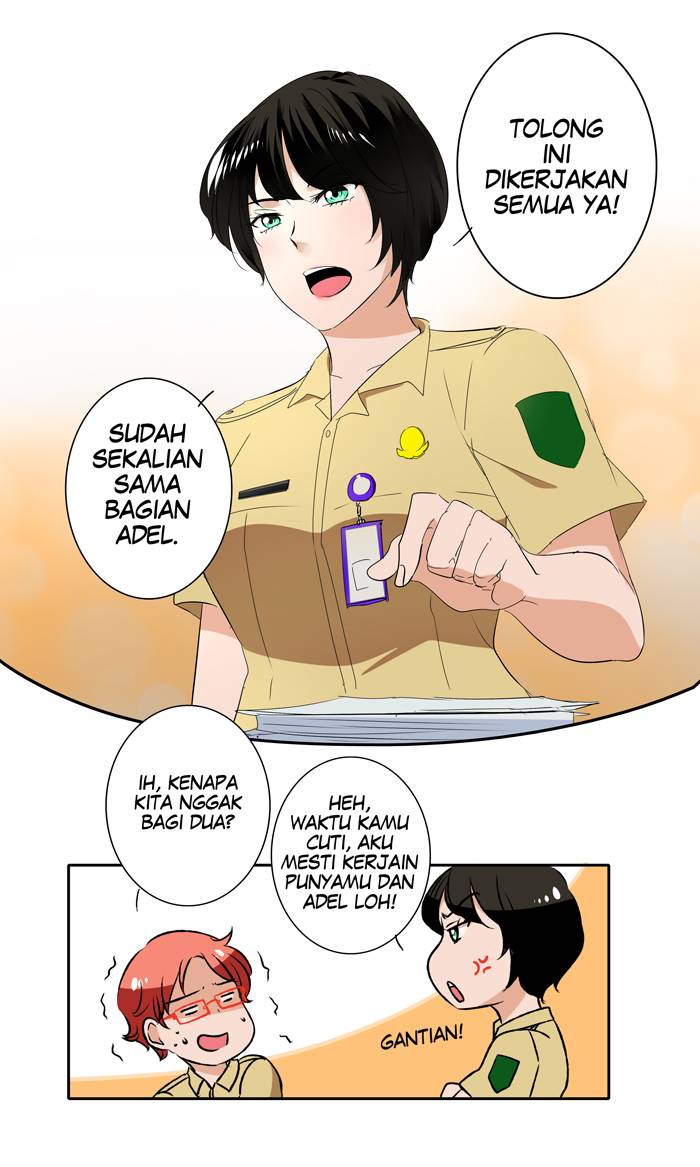 TOLONG
INI
DIKERJAKAN
SEMUA YA!
SUDAH
SEKALIAN
SAMA
BAGIAN
ADEL.
IH, KENAPA
KITA NGGAK
BAGI DUA?
HEH,
WAKTU KAMU
CUTI, AKU
MESTI KERJAIN
PUNYAMU DAN
ADEL LOH!
GANTIAN!